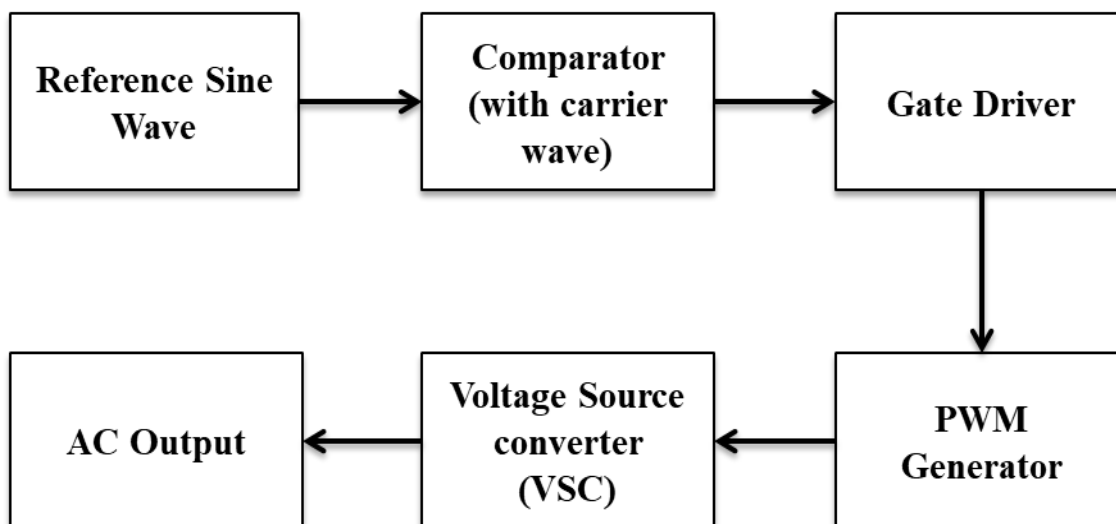 Reference Sine
Wave
Comparator
(with carrier
wave)
Gate Driver
AC Output
Voltage Source
converter
(VSC)
PWM
Generator